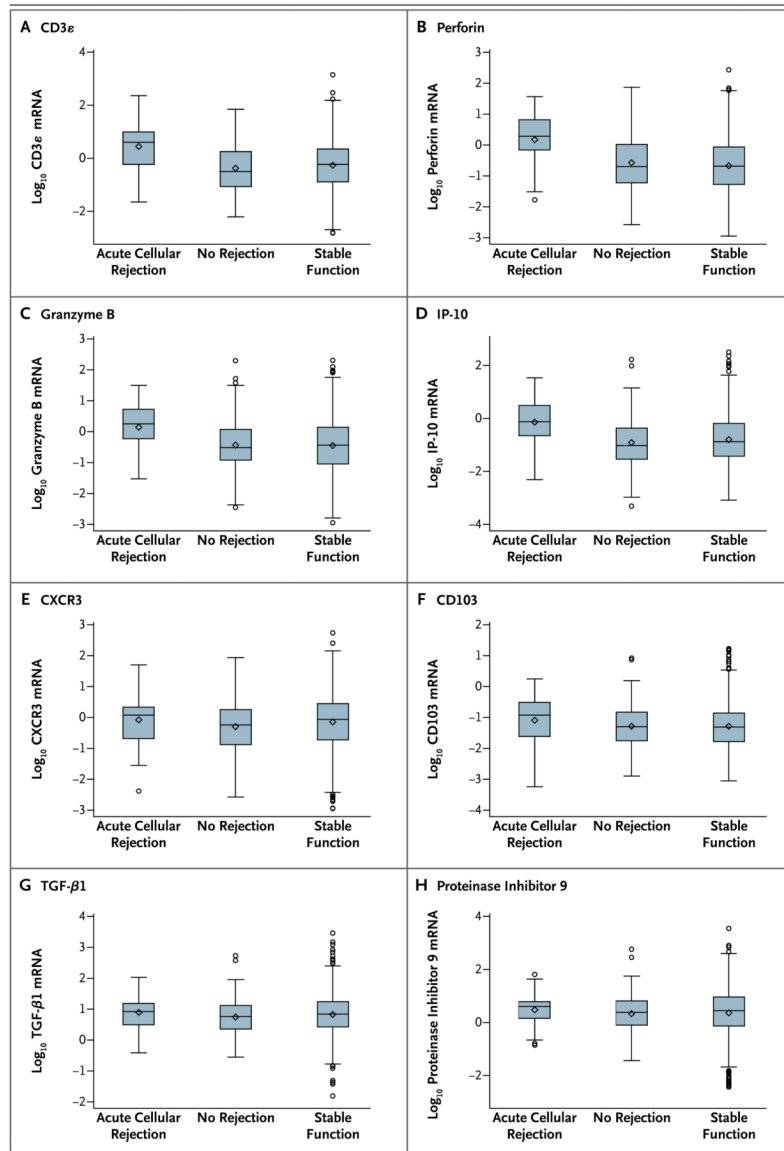 A CD3ε
4
2
0
−2
Log₁₀ CD3ε mRNA
Acute Cellular
Rejection
No Rejection
Stable
Function
B Perforin
3
2
1
0
−1
−2
−3
Log₁₀ Perforin mRNA
Acute Cellular
Rejection
No Rejection
Stable
Function
C Granzyme B
3
2
1
0
−1
−2
−3
Log₁₀ Granzyme B mRNA
Acute Cellular
Rejection
No Rejection
Stable
Function
D IP-10
2
0
−2
−4
Log₁₀ IP-10 mRNA
Acute Cellular
Rejection
No Rejection
Stable
Function
E CXCR3
3
2
1
0
−1
−2
−3
Log₁₀ CXCR3 mRNA
Acute Cellular
Rejection
No Rejection
Stable
Function
F CD103
2
1
0
−1
−2
−3
−4
Log₁₀ CD103 mRNA
Acute Cellular
Rejection
No Rejection
Stable
Function
G TGF-β1
4
3
2
1
0
−1
−2
Log₁₀ TGF-β1 mRNA
Acute Cellular
Rejection
No Rejection
Stable
Function
H Proteinase Inhibitor 9
4
2
0
−2
Log₁₀ Proteinase Inhibitor 9 mRNA
Acute Cellular
Rejection
No Rejection
Stable
Function